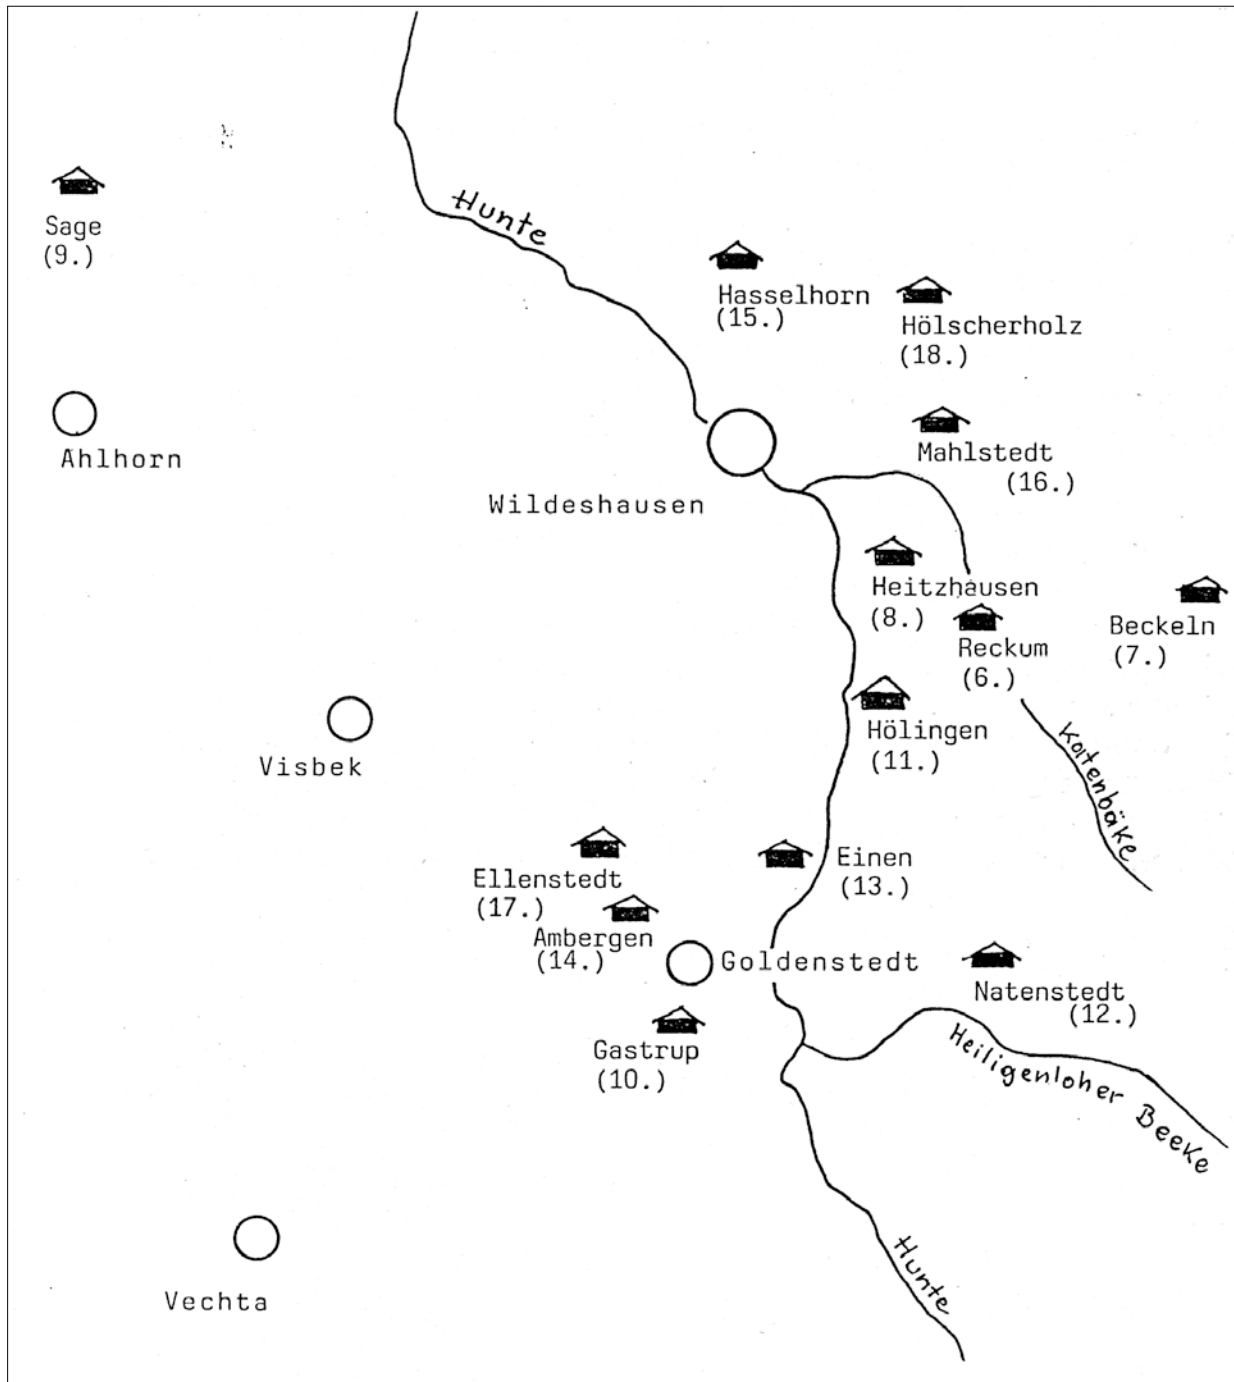 Hunte
Sage
(9.)
Hasselhorn
(15.)
Hölscherholz
(18.)
Ahlhorn
Mahlstedt
(16.)
Wildeshausen
Heitzhausen
(8.)
Reckum
(6.)
Beckeln
(7.)
Hölingen
(11.)
Katenbäke
Visbek
Einen
(13.)
Ellenstedt
(17.)
Ambergen
(14.)
Goldenstedt
Natenstedt
(12.)
Gastrup
(10.)
Heiligenloher Beeke
Hunte
Vechta